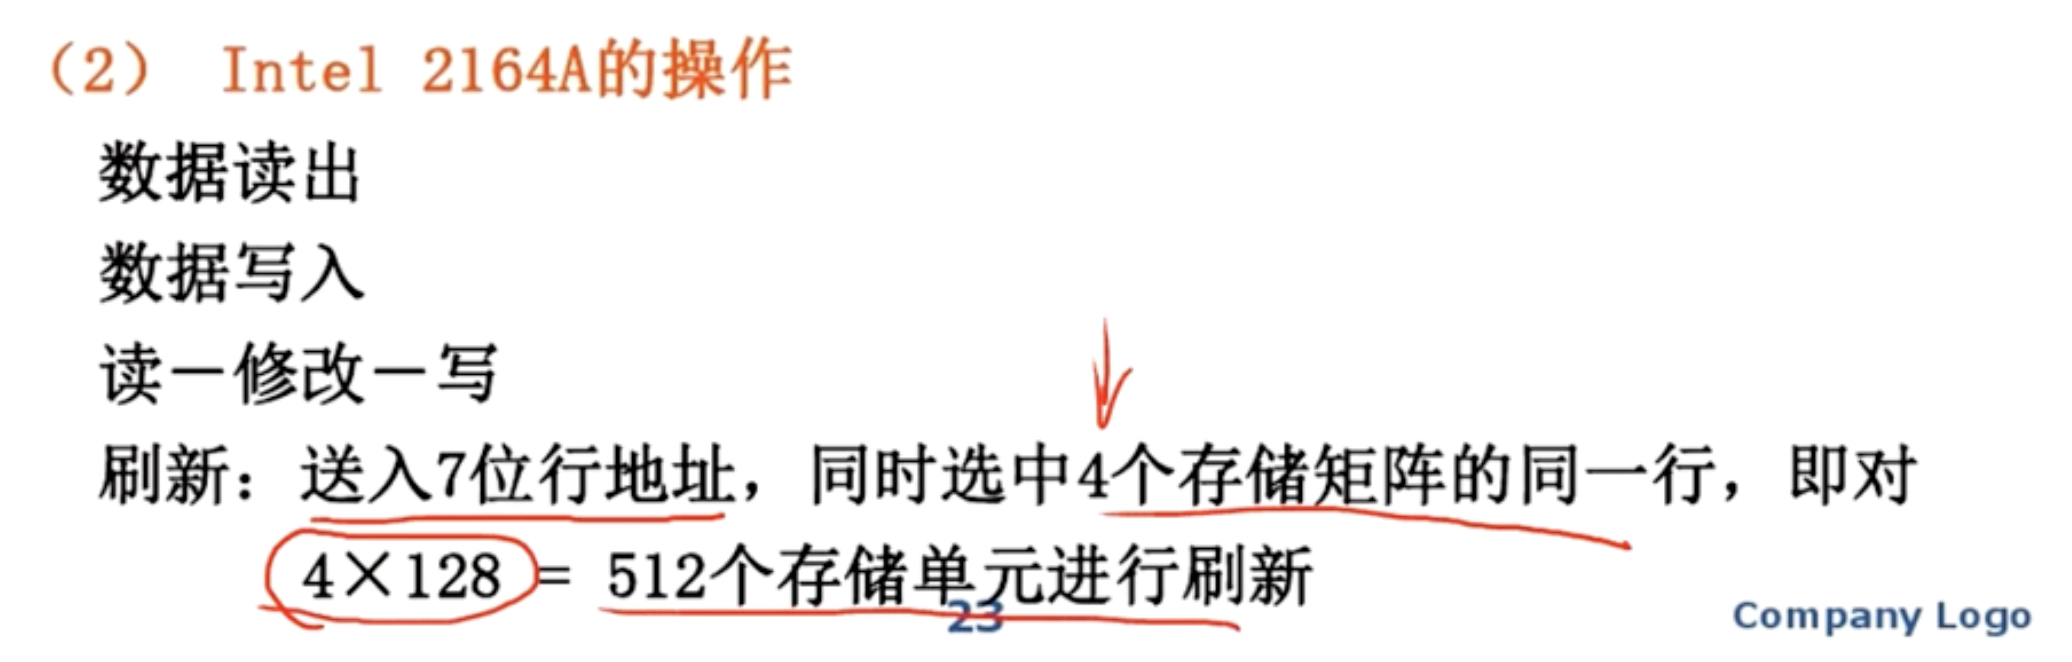 （2） Intel 2164A的操作
数据读出
数据写入
读－修改－写
刷新：送入7位行地址，同时选中4个存储矩阵的同一行，即对
4×128= 512个存储单元进行刷新
23
Company Logo